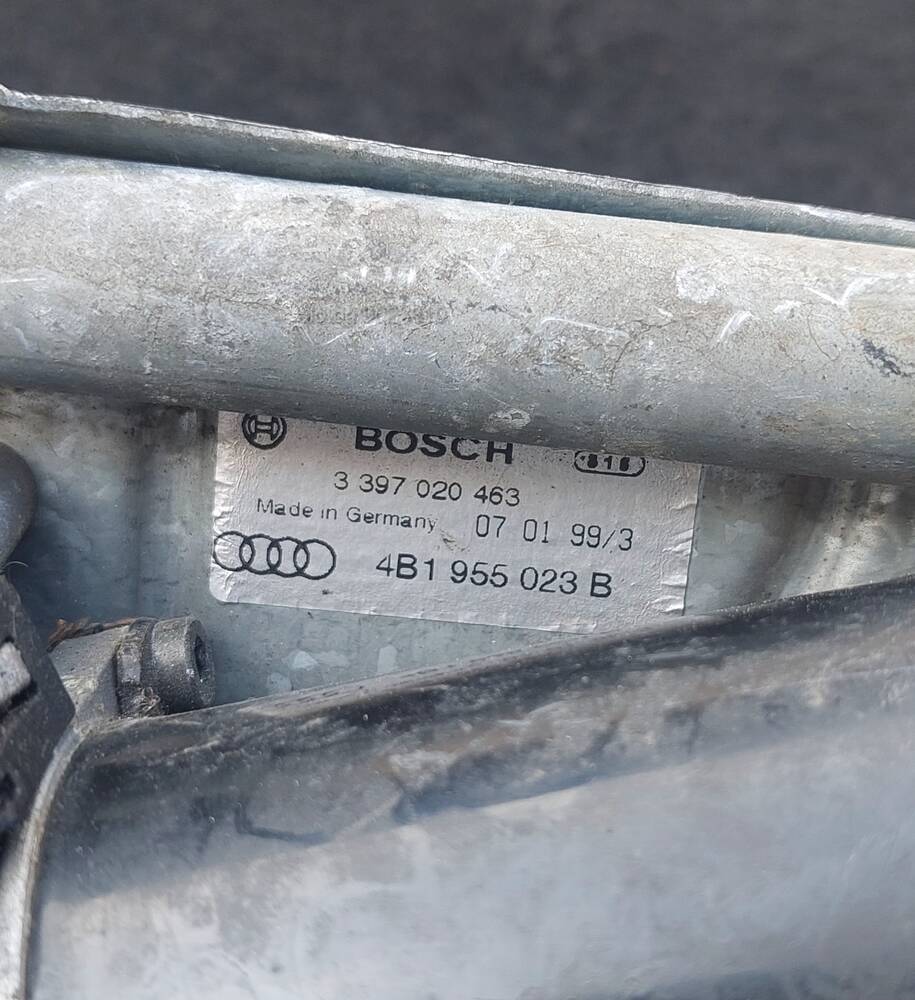 BOSCH
3 397 020 463
Made in Germany 07 01 99/3
4B1 955 023 B